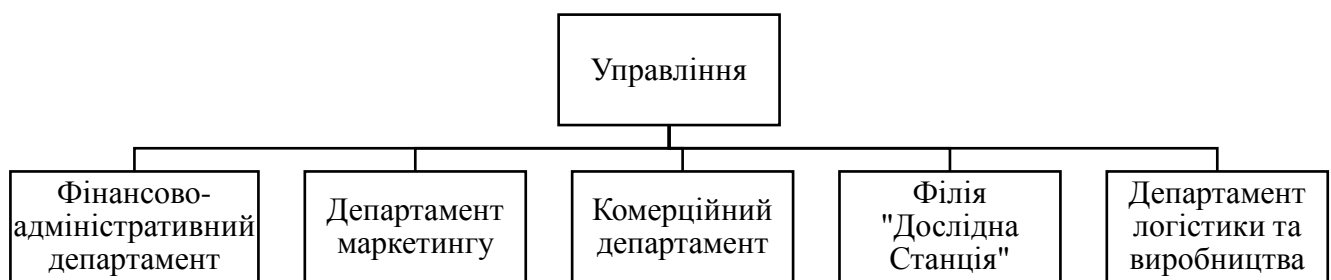 Управління
Фінансово-
адміністративний
департамент
Департамент
маркетингу
Комерційний
департамент
Філія
"Дослідна
Станція"
Департамент
логістики та
виробництва